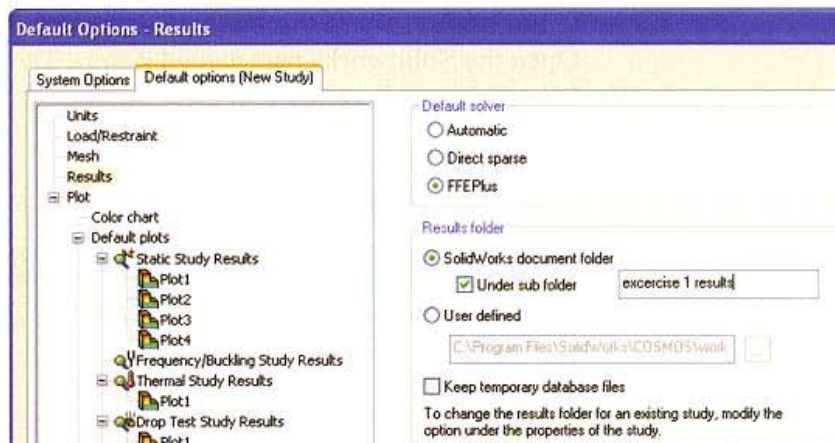 Default Options - Results
System Options
Default options (New Study)
Units
Load/Restraint
Mesh
Results
Plot
Color chart
Default plots
Static Study Results
Plot1
Plot2
Plot3
Plot4
Frequency/Buckling Study Results
Thermal Study Results
Plot1
Drop Test Study Results
Plot1
Default solver
Automatic
Direct sparse
FFEPlus
Results folder
SolidWorks document folder
Under sub folder
excercise 1 results
User defined
C:\Program Files\SolidWorks\COSMOS\work
...
Keep temporary database files
To change the results folder for an existing study, modify the
option under the properties of the study.